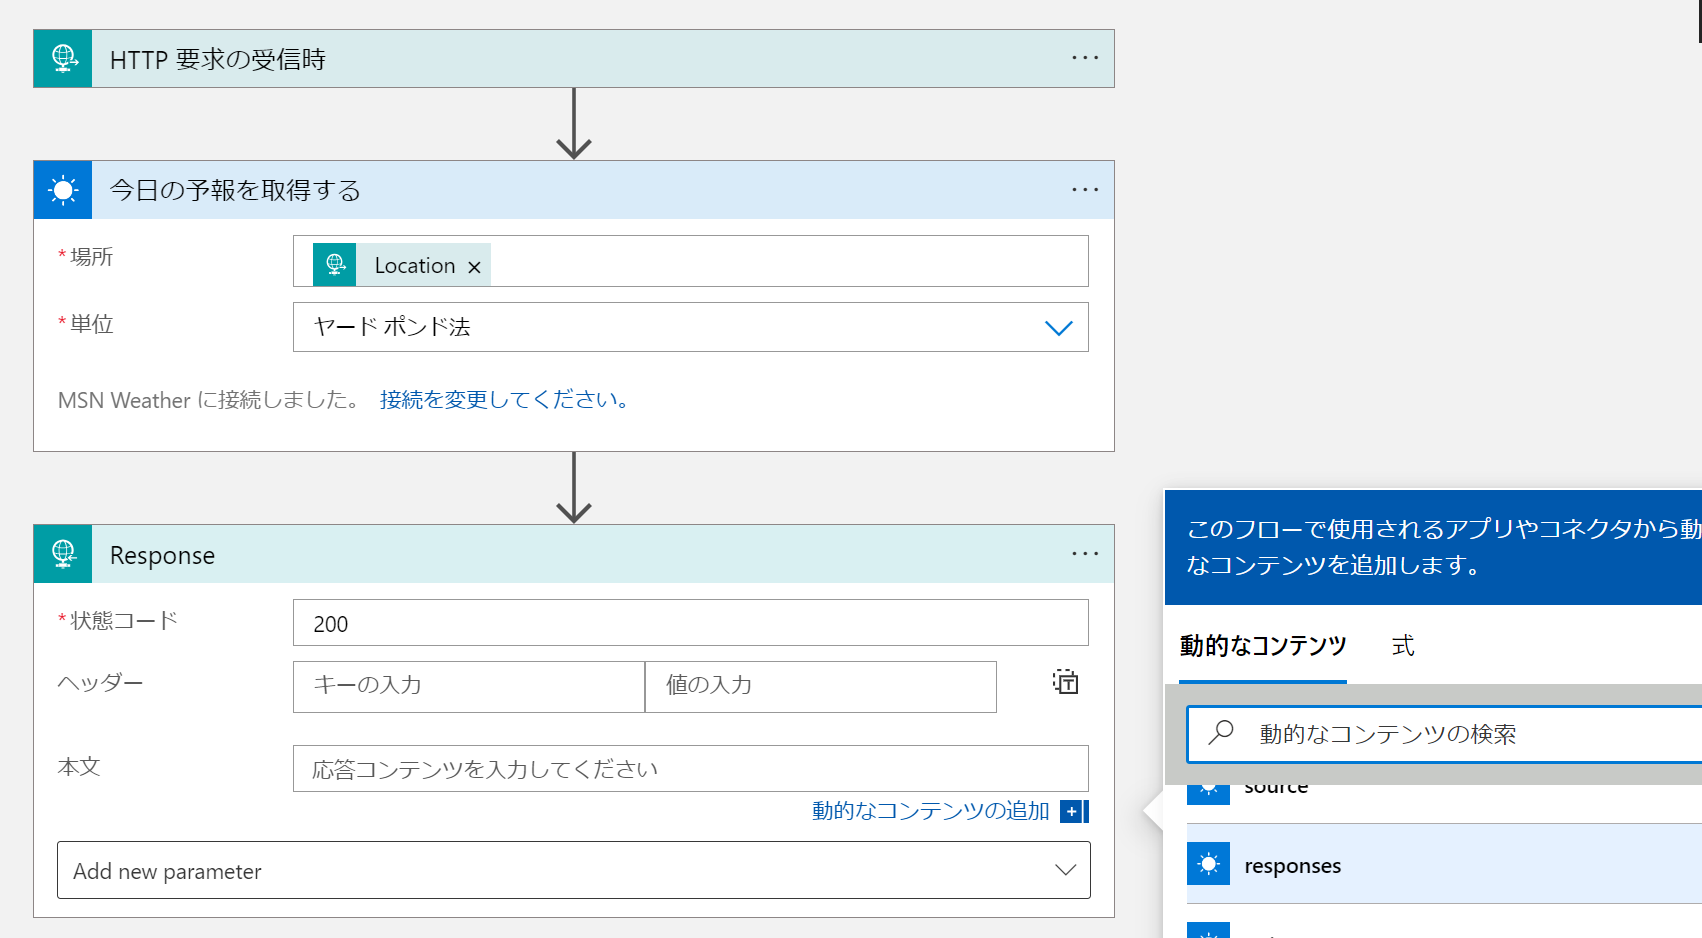 HTTP 要求の受信時
今日の予報を取得する
*場所
Location ×
*単位
ヤード ポンド法
MSN Weather に接続しました。 接続を変更してください。
Response
*状態コード
200
ヘッダー
キーの入力
値の入力
本文
応答コンテンツを入力してください
動的なコンテンツの追加
Add new parameter
このフローで使用されるアプリやコネクタから動
なコンテンツを追加します。
動的なコンテンツ
式
動的なコンテンツの検索
source
responses